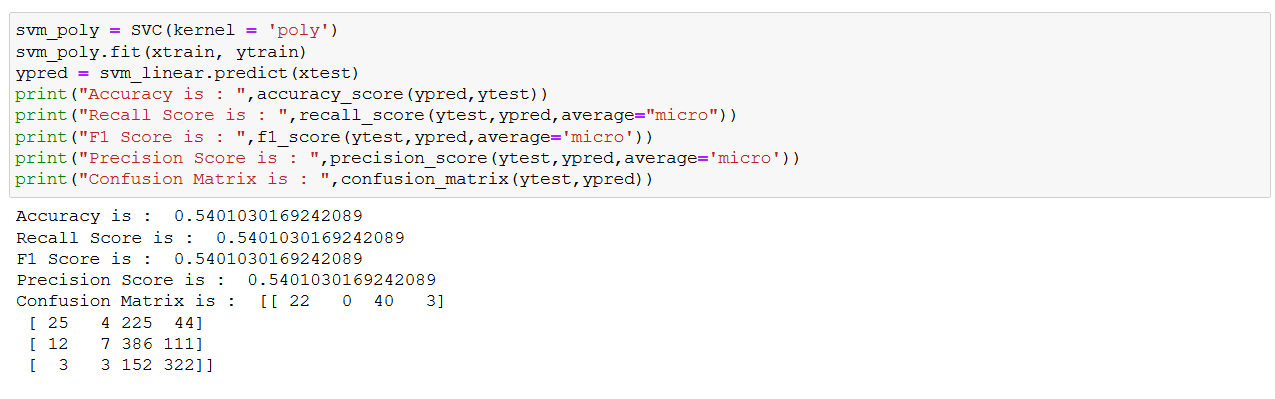 svm_poly = SVC(kernel = 'poly')
svm_poly.fit(xtrain, ytrain)
ypred = svm_linear.predict(xtest)
print("Accuracy is : ",accuracy_score(ypred,ytest))
print("Recall Score is : ",recall_score(ytest,ypred,average="micro"))
print("F1 Score is : ",f1_score(ytest,ypred,average='micro'))
print("Precision Score is : ",precision_score(ytest,ypred,average='micro'))
print("Confusion Matrix is : ",confusion_matrix(ytest,ypred))
Accuracy is :  0.5401030169242089
Recall Score is :  0.5401030169242089
F1 Score is :  0.5401030169242089
Precision Score is :  0.5401030169242089
Confusion Matrix is :  [[ 22   0  40   3]
 [ 25   4 225  44]
 [ 12   7 386 111]
 [  3   3 152 322]]